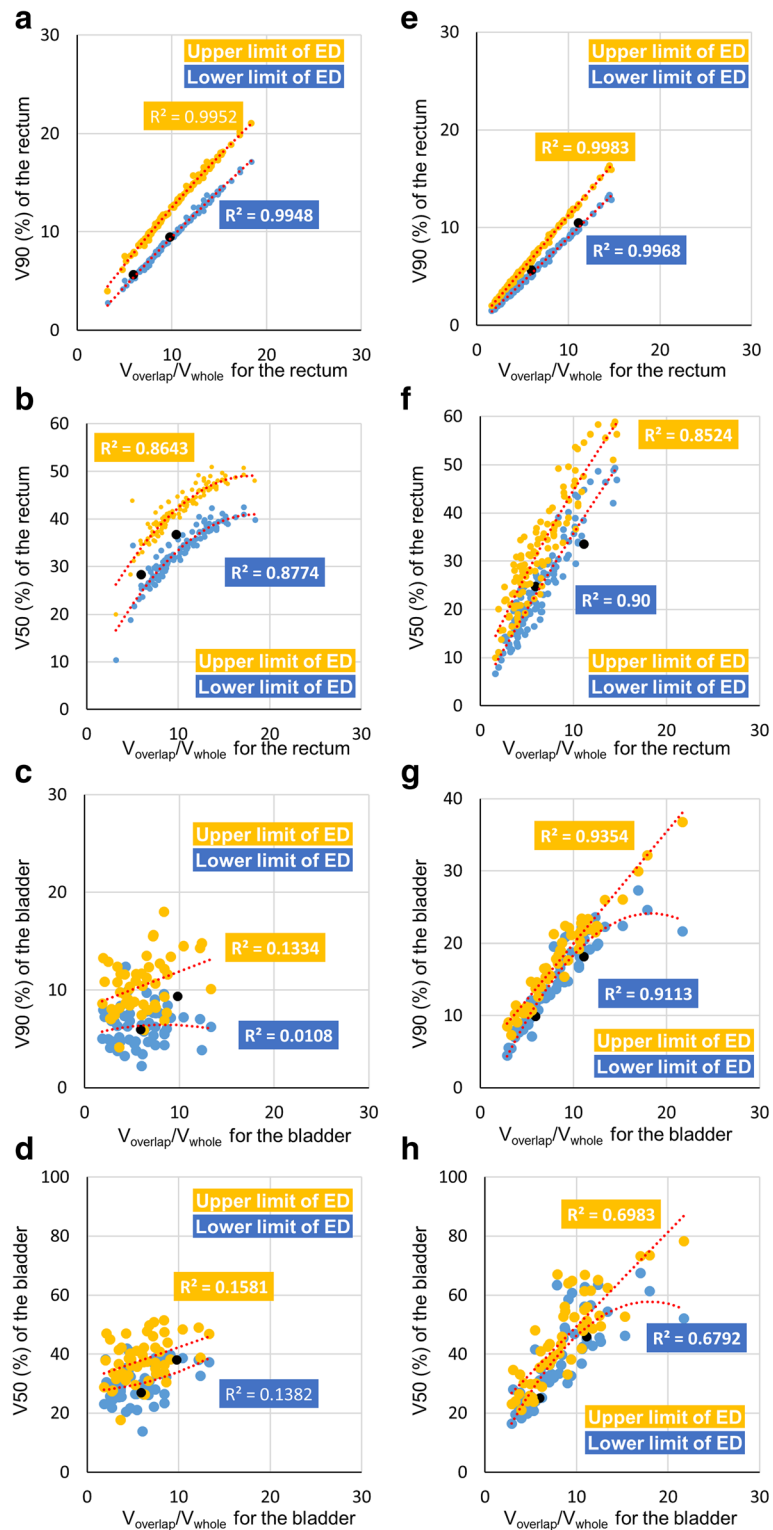 a
30
20
10
0
0
10
20
30
V90 (%) of the rectum
Voverlap/Vwhole for the rectum
Upper limit of ED
Lower limit of ED
R² = 0.9952
R² = 0.9948
e
30
20
10
0
0
10
20
30
V90 (%) of the rectum
Voverlap/Vwhole for the rectum
Upper limit of ED
Lower limit of ED
R² = 0.9983
R² = 0.9968
b
60
50
40
30
20
10
0
0
10
20
30
V50 (%) of the rectum
Voverlap/Vwhole for the rectum
R² = 0.8643
R² = 0.8774
Upper limit of ED
Lower limit of ED
f
60
50
40
30
20
10
0
0
10
20
30
V50 (%) of the rectum
Voverlap/Vwhole for the rectum
R² = 0.8524
R² = 0.90
Upper limit of ED
Lower limit of ED
c
30
20
10
0
0
10
20
30
V90 (%) of the bladder
Voverlap/Vwhole for the bladder
Upper limit of ED
Lower limit of ED
R² = 0.1334
R² = 0.0108
g
40
30
20
10
0
0
10
20
30
V90 (%) of the bladder
Voverlap/Vwhole for the bladder
R² = 0.9354
R² = 0.9113
Upper limit of ED
Lower limit of ED
d
100
80
60
40
20
0
0
10
20
30
V50 (%) of the bladder
Voverlap/Vwhole for the bladder
Upper limit of ED
Lower limit of ED
R² = 0.1581
R² = 0.1382
h
100
80
60
40
20
0
0
10
20
30
V50 (%) of the bladder
Voverlap/Vwhole for the bladder
R² = 0.6983
R² = 0.6792
Upper limit of ED
Lower limit of ED